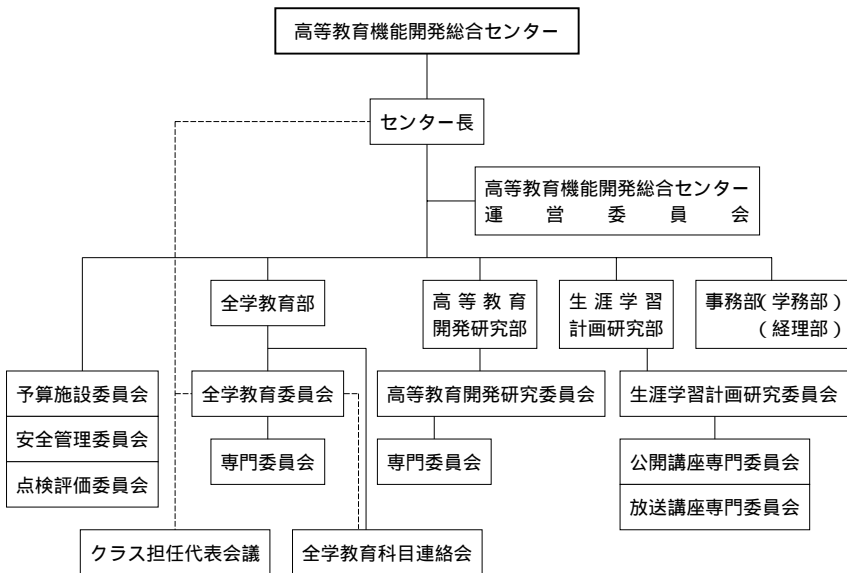 高等教育機能開発総合センター
センター長
高等教育機能開発総合センター
運営委員会
全学教育部
高等教育
開発研究部
生涯学習
計画研究部
事務部(学務部)
(経理部)
予算施設委員会
安全管理委員会
点検評価委員会
全学教育委員会
専門委員会
高等教育開発研究委員会
専門委員会
生涯学習計画研究委員会
公開講座専門委員会
放送講座専門委員会
クラス担任代表会議
全学教育科目連絡会